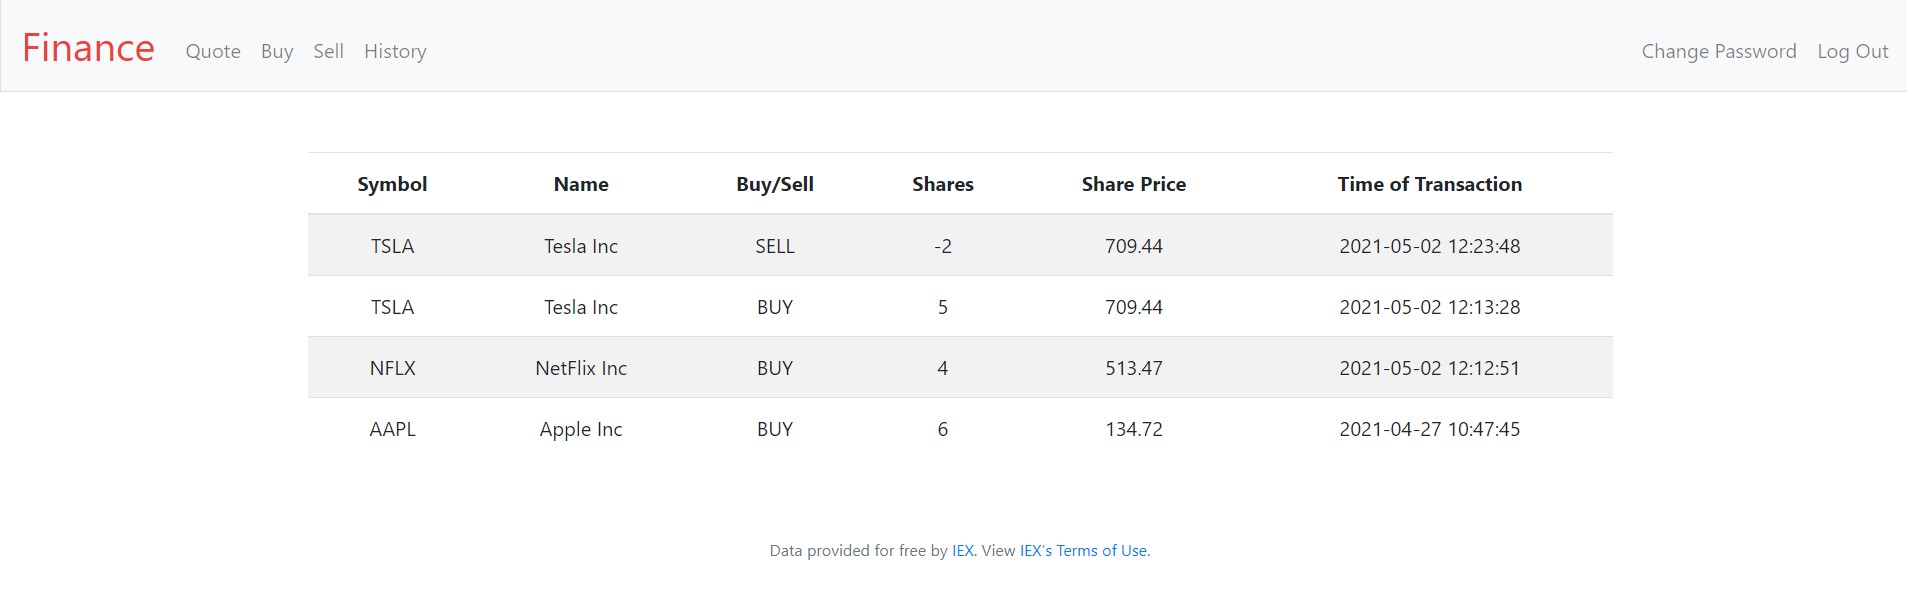 Finance Quote Buy Sell History Change Password Log Out
Symbol Name Buy/Sell Shares Share Price Time of Transaction
TSLA Tesla Inc SELL -2 709.44 2021-05-02 12:23:48
TSLA Tesla Inc BUY 5 709.44 2021-05-02 12:13:28
NFLX NetFlix Inc BUY 4 513.47 2021-05-02 12:12:51
AAPL Apple Inc BUY 6 134.72 2021-04-27 10:47:45
Data provided for free by IEX. View IEX's Terms of Use.